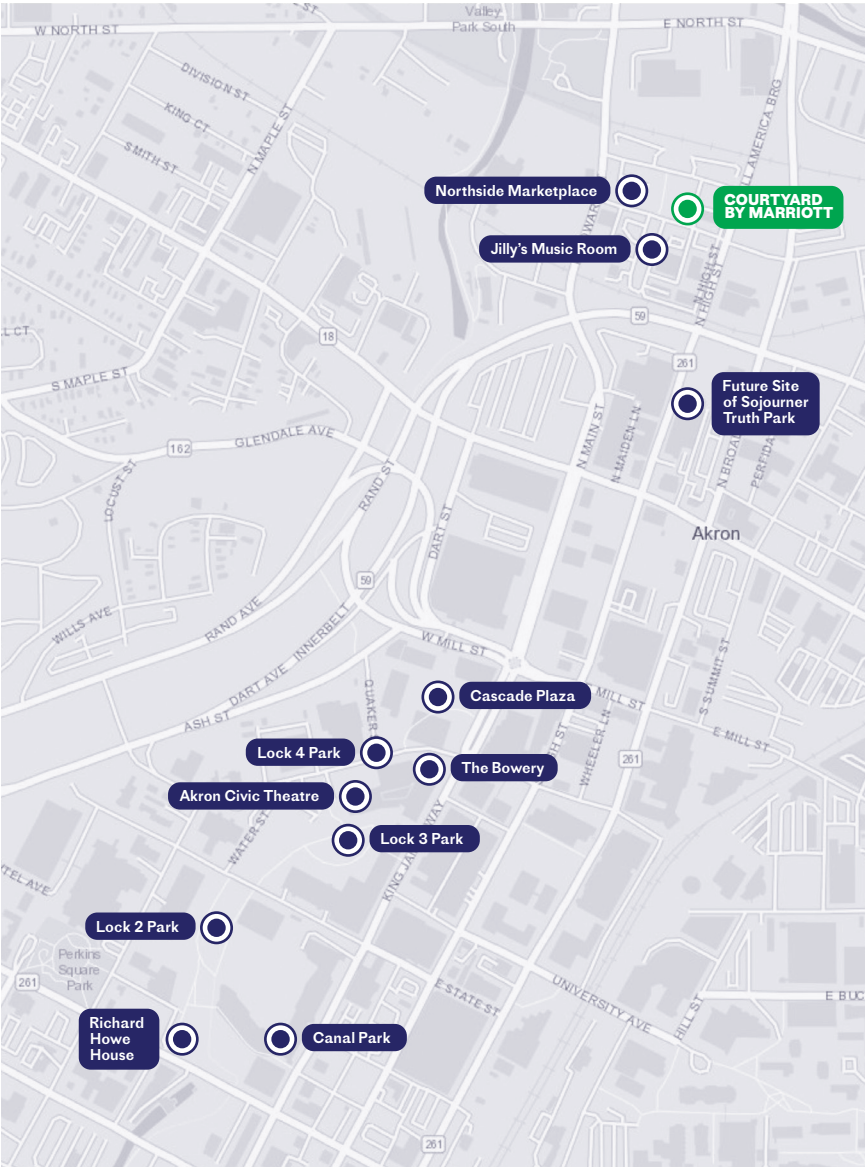 Valley
Park South
W NORTH ST
E NORTH ST
DIVISION ST
KING CT
SMITH ST
N MAPLE ST
ALL AMERICA BRG
Northside Marketplace
COURTYARD
BY MARRIOTT
Jilly's Music Room
N HIGH ST
N HIGH ST
59
18
261
S MAPLE ST
Future Site
of Sojourner
Truth Park
162
GLENDALE AVE
N MAIN ST
N MAIDEN LN
N BROAD
LOCUST ST
RAND ST
DART ST
Akron
59
WILLS AVE
RAND AVE
INNERBELT
DART AVE
W MILL ST
ASH ST
QUAKER
Cascade Plaza
E MILL ST
S SUMMIT ST
E MILL ST
WHEELER LN
261
Lock 4 Park
The Bowery
Akron Civic Theatre
Lock 3 Park
WATER ST
Lock 2 Park
Perkins
Square
Park
261
E STATE ST
UNIVERSITY AVE
HILL ST
E BUC
Richard
Howe
House
Canal Park
261